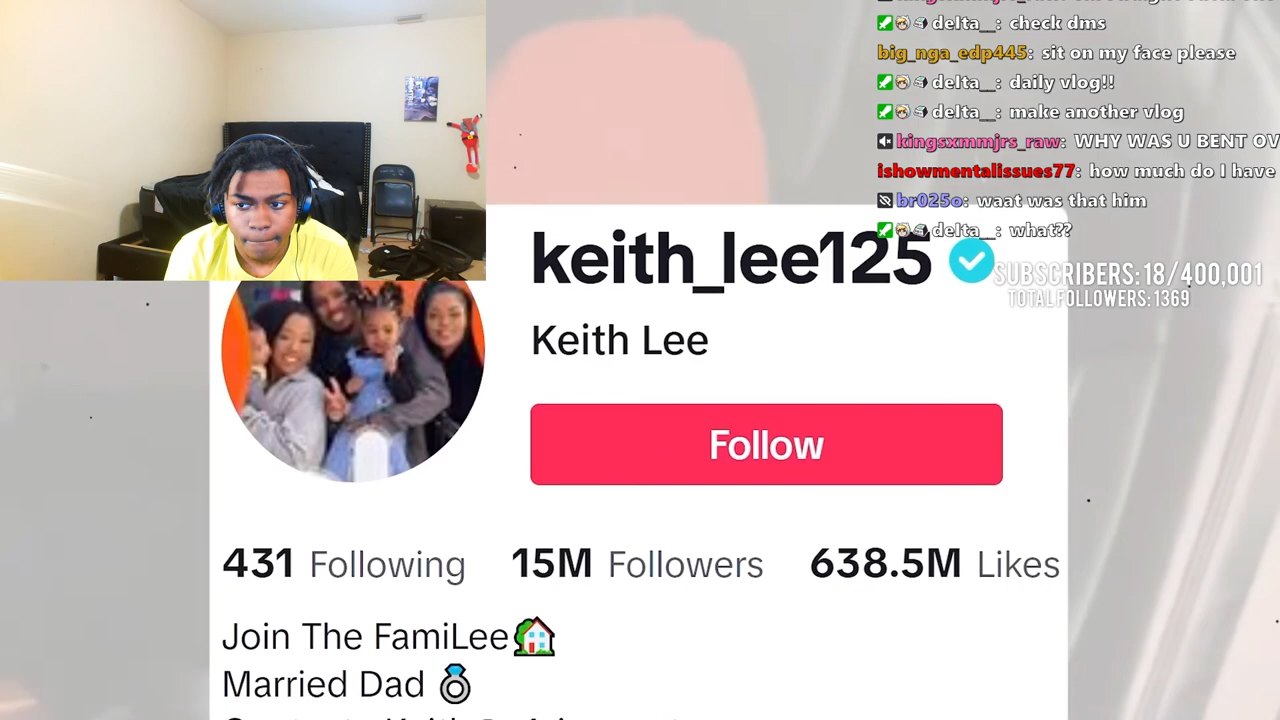 delta__: check dms
big_nga_edp445: sit on my face please
delta__: daily vlog!!
delta__: make another vlog
kingsxmmjrs_raw: WHY WAS U BENT OV
ishowmentalissues77: how much do I have
br025o: waat was that him
delta__: what??
SUBSCRIBERS: 18/400,001
TOTAL FOLLOWERS: 1369
keith_lee125
Keith Lee
Follow
431 Following 15M Followers 638.5M Likes
Join The FamiLee🏡
Married Dad 💍